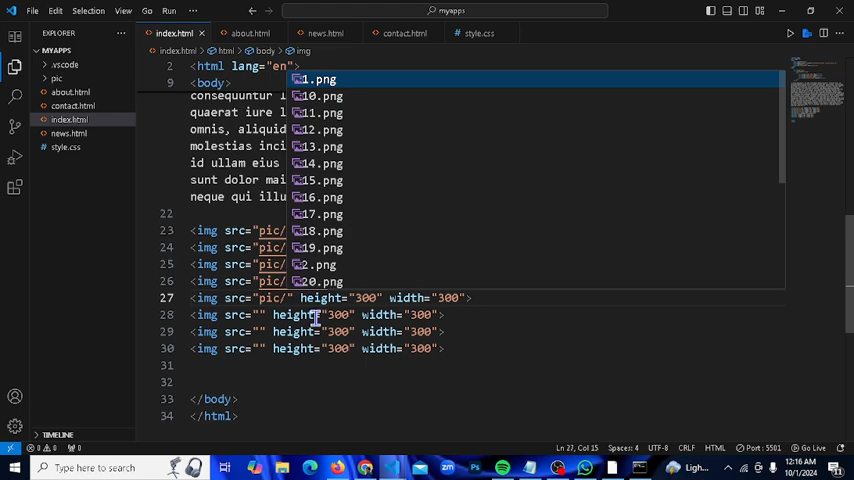 File Edit Selection View Go Run ··· myapps
index.html about.html news.html contact.html style.css
EXPLORER ···
index.html > html > body > img
MYAPPS
.vscode
pic
about.html
contact.html
index.html
news.html
style.css
2 <html lang="en">
9 <body>
consequuntur l
quaerat iure l
omnis, aliquid
molestias inci
id ullam eius
sunt dolor mai
neque qui illu
1.png
10.png
11.png
12.png
13.png
14.png
15.png
16.png
17.png
18.png
19.png
2.png
20.png
22
23 <img src="pic/
24 <img src="pic/
25 <img src="pic/
26 <img src="pic/
27 <img src="pic/" height="300" width="300">
28 <img src="" height="300" width="300">
29 <img src="" height="300" width="300">
30 <img src="" height="300" width="300">
31
32
33 </body>
34 </html>
TIMELINE
0 0 0 Ln 27, Col 15 Spaces: 4 UTF-8 CRLF HTML Port : 5501 Go Live
Type here to search Ligh... 12:16 AM
10/1/2024